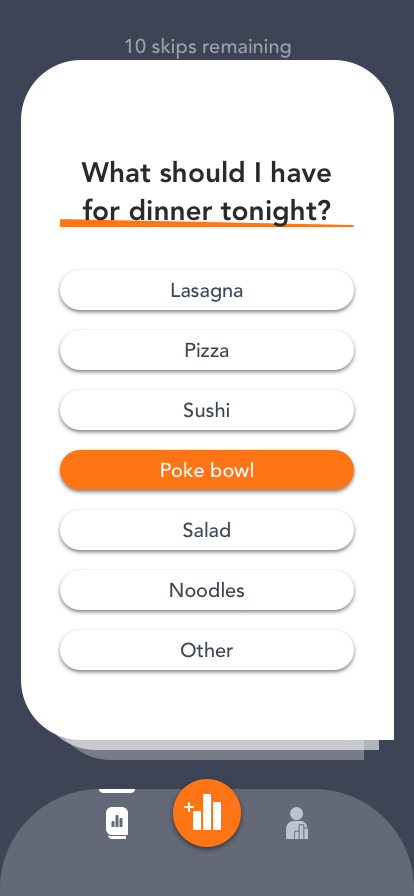 10 skips remaining
What should I have
for dinner tonight?
Lasagna
Pizza
Sushi
Poke bowl
Salad
Noodles
Other